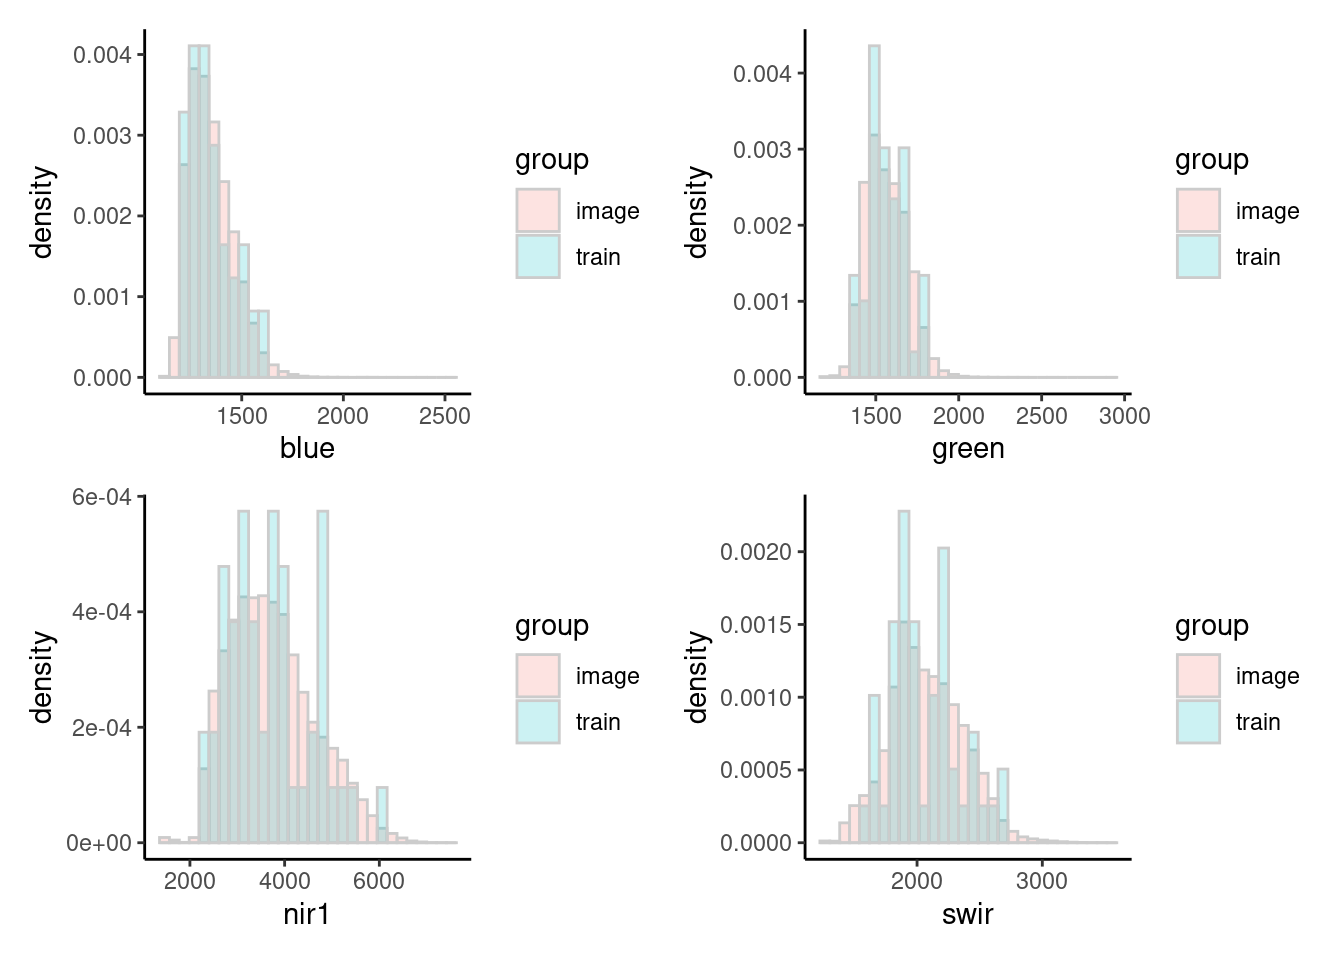 density
0.004
0.003
0.002
0.001
0.000
1500 2000 2500
blue
group
image
train
density
0.004
0.003
0.002
0.001
0.000
1500 2000 2500 3000
green
group
image
train
density
6e-04
4e-04
2e-04
0e+00
2000 4000 6000
nir1
group
image
train
density
0.0020
0.0015
0.0010
0.0005
0.0000
2000 3000
swir
group
image
train